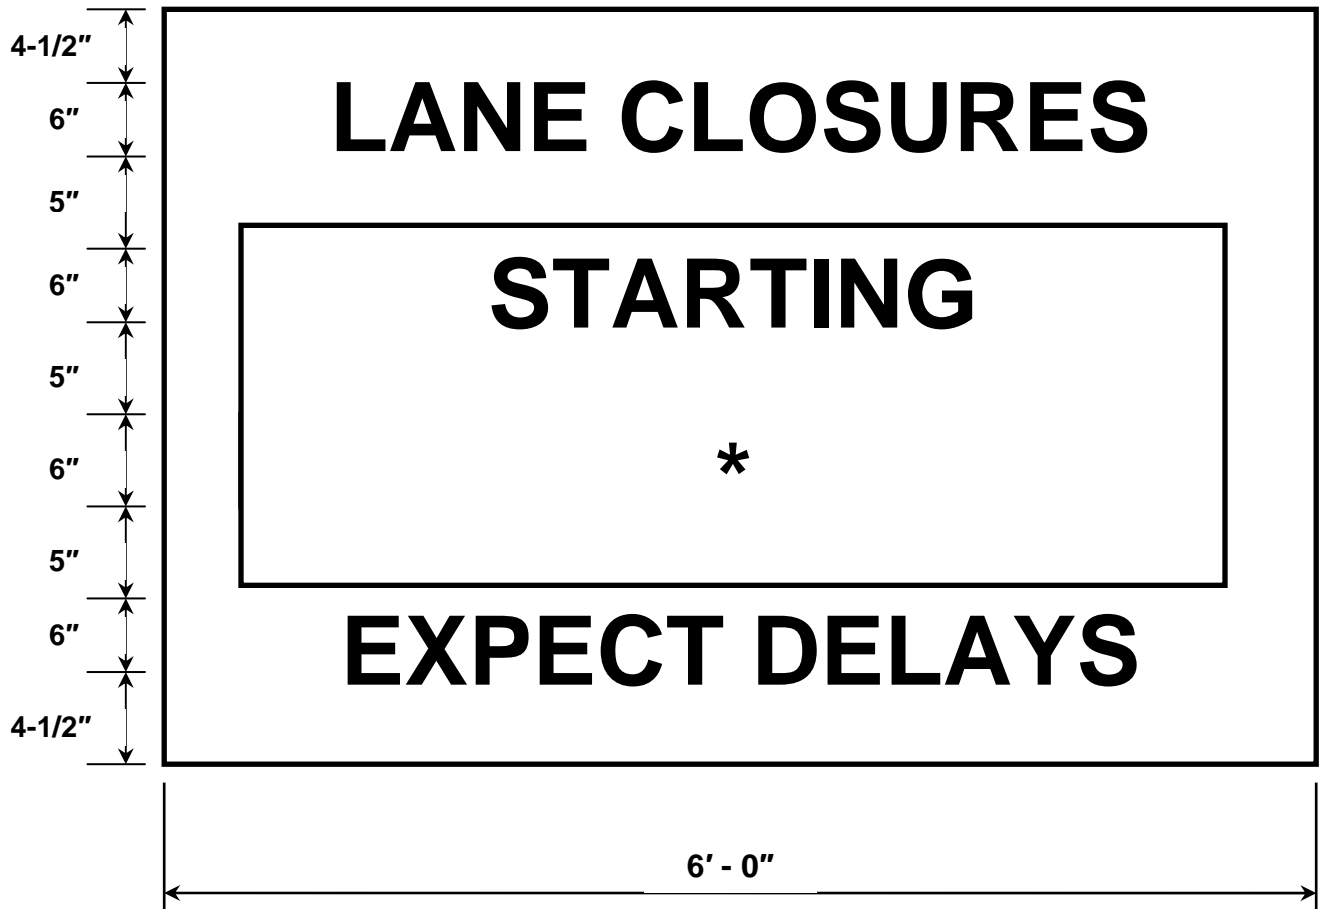 4-1/2″
LANE CLOSURES
6″
5″
STARTING
6″
5″
*
6″
5″
EXPECT DELAYS
6″
4-1/2″
6′ - 0″